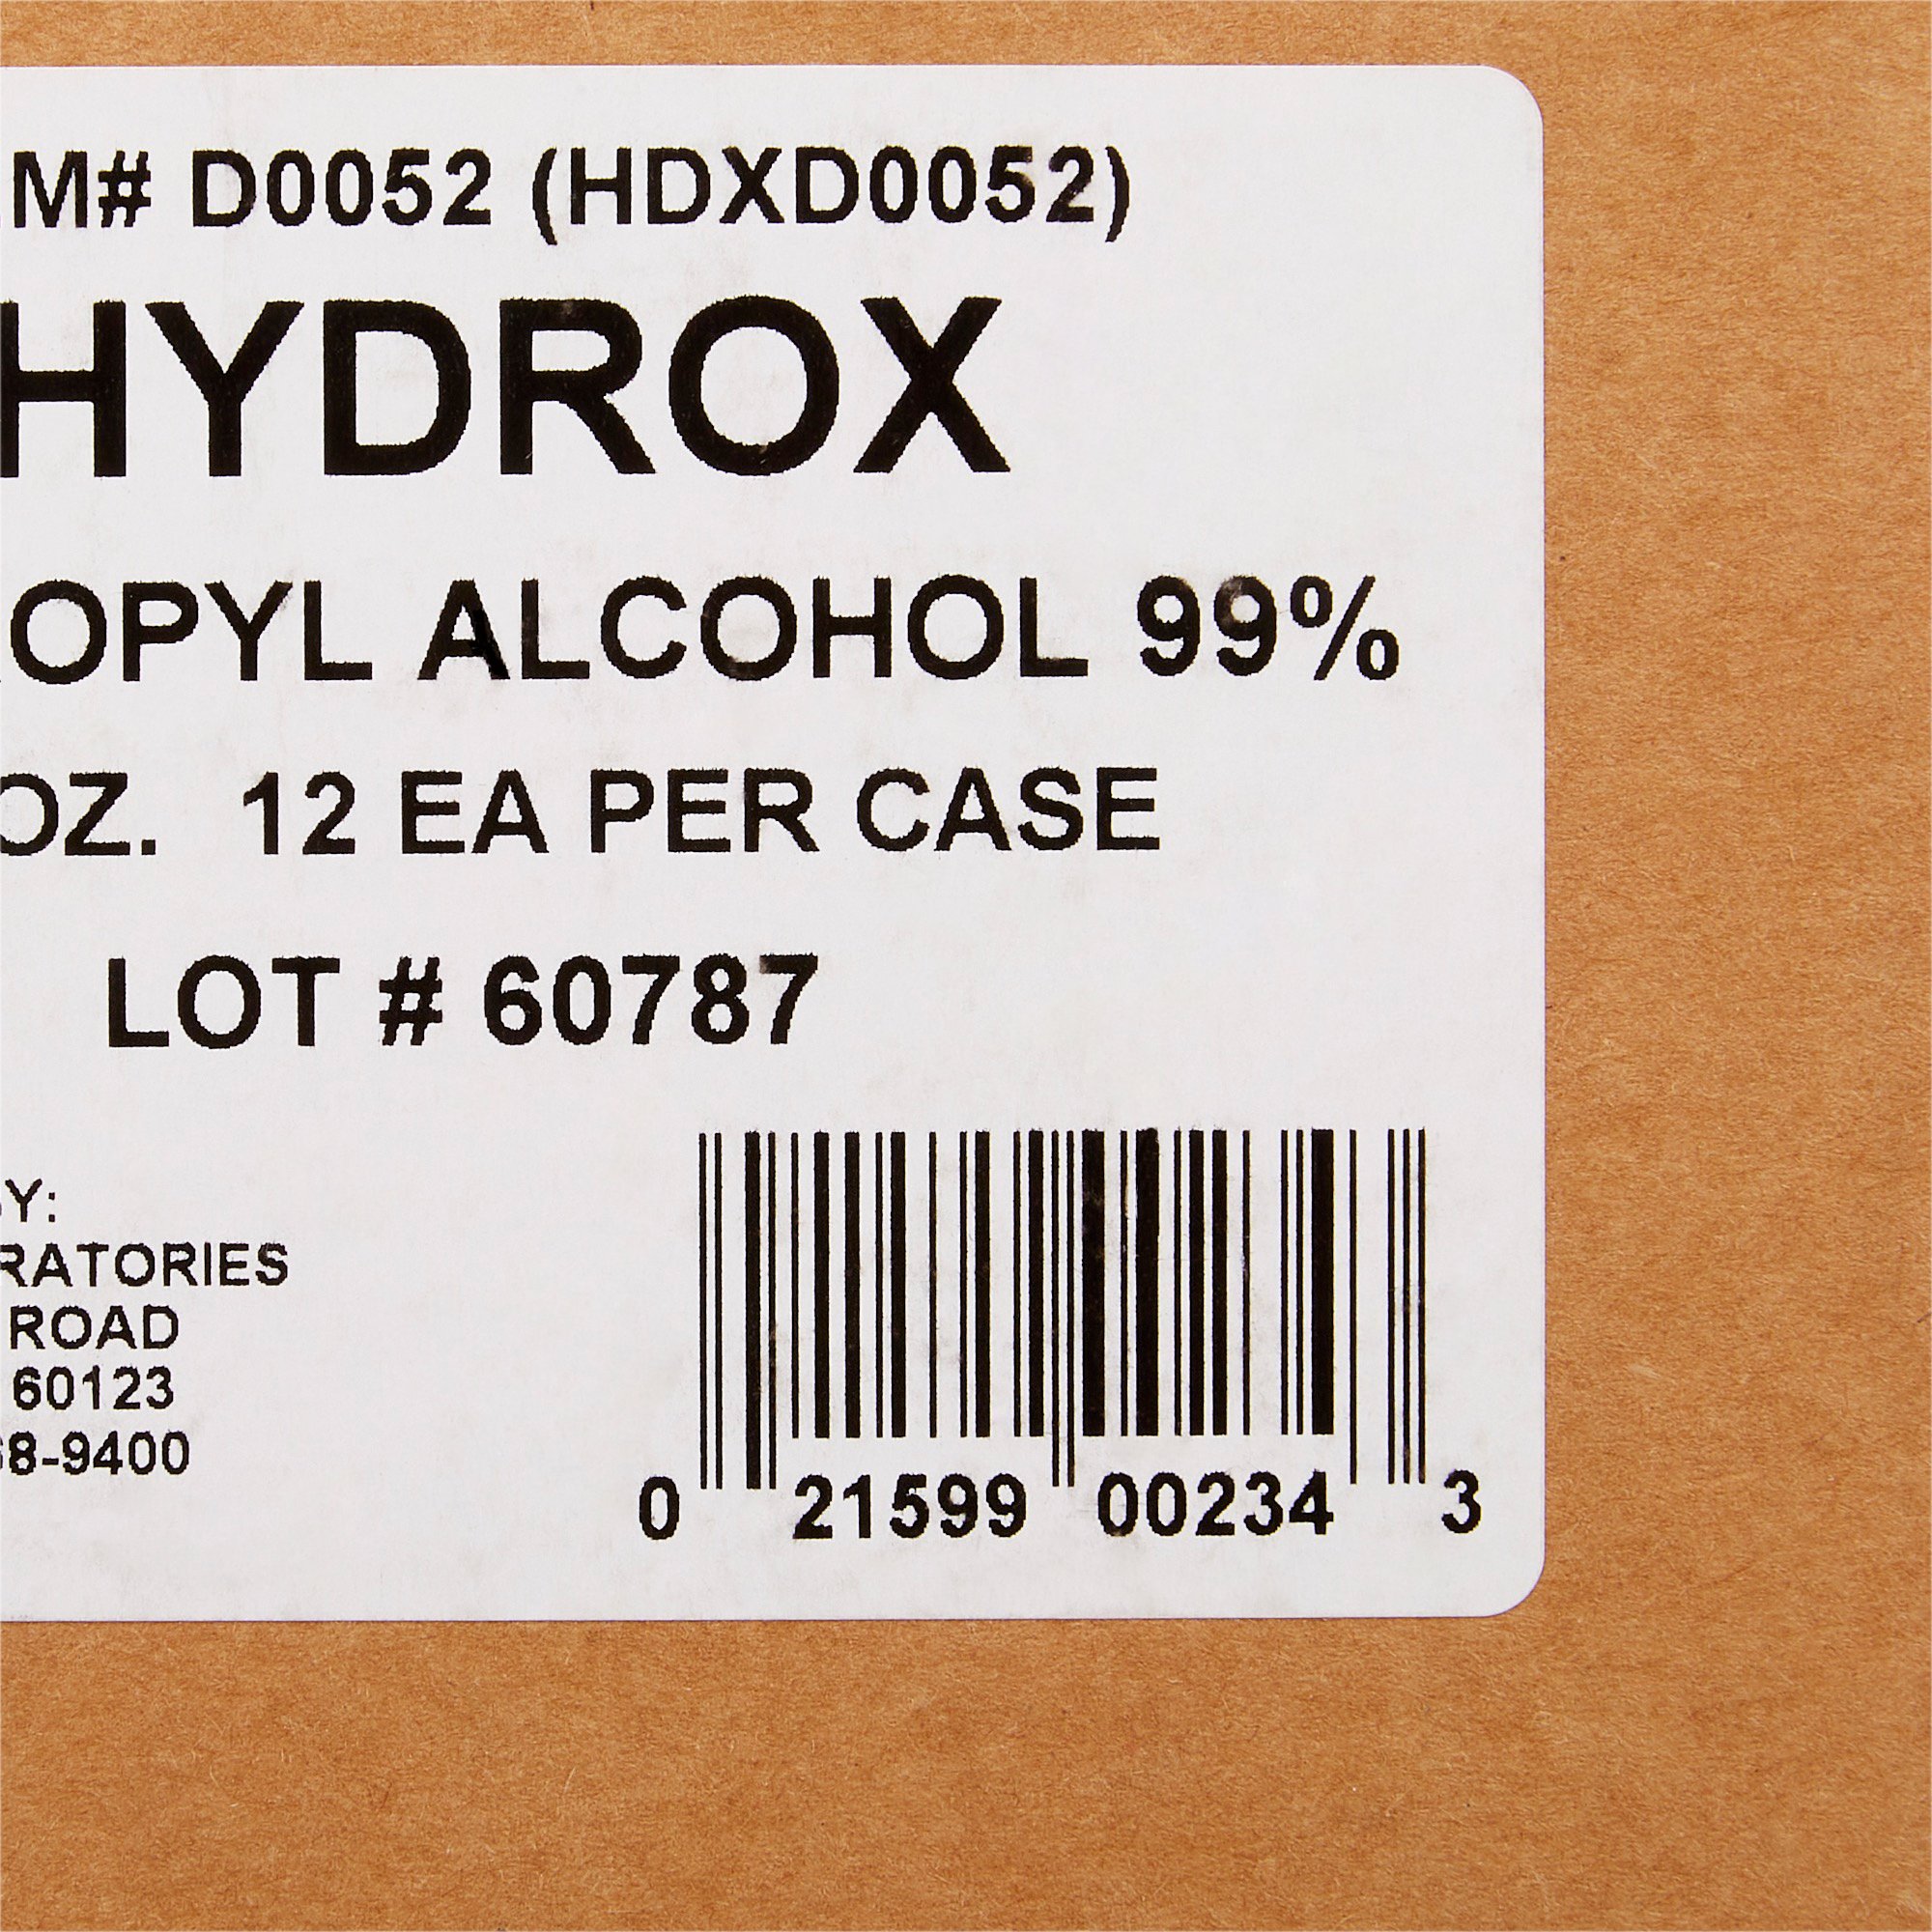 M# D0052 (HDXD0052)
HYDROX
OPYL ALCOHOL 99%
OZ. 12 EA PER CASE
LOT # 60787
Y:
RATORIES
ROAD
60123
8-9400
0 21599 00234 3